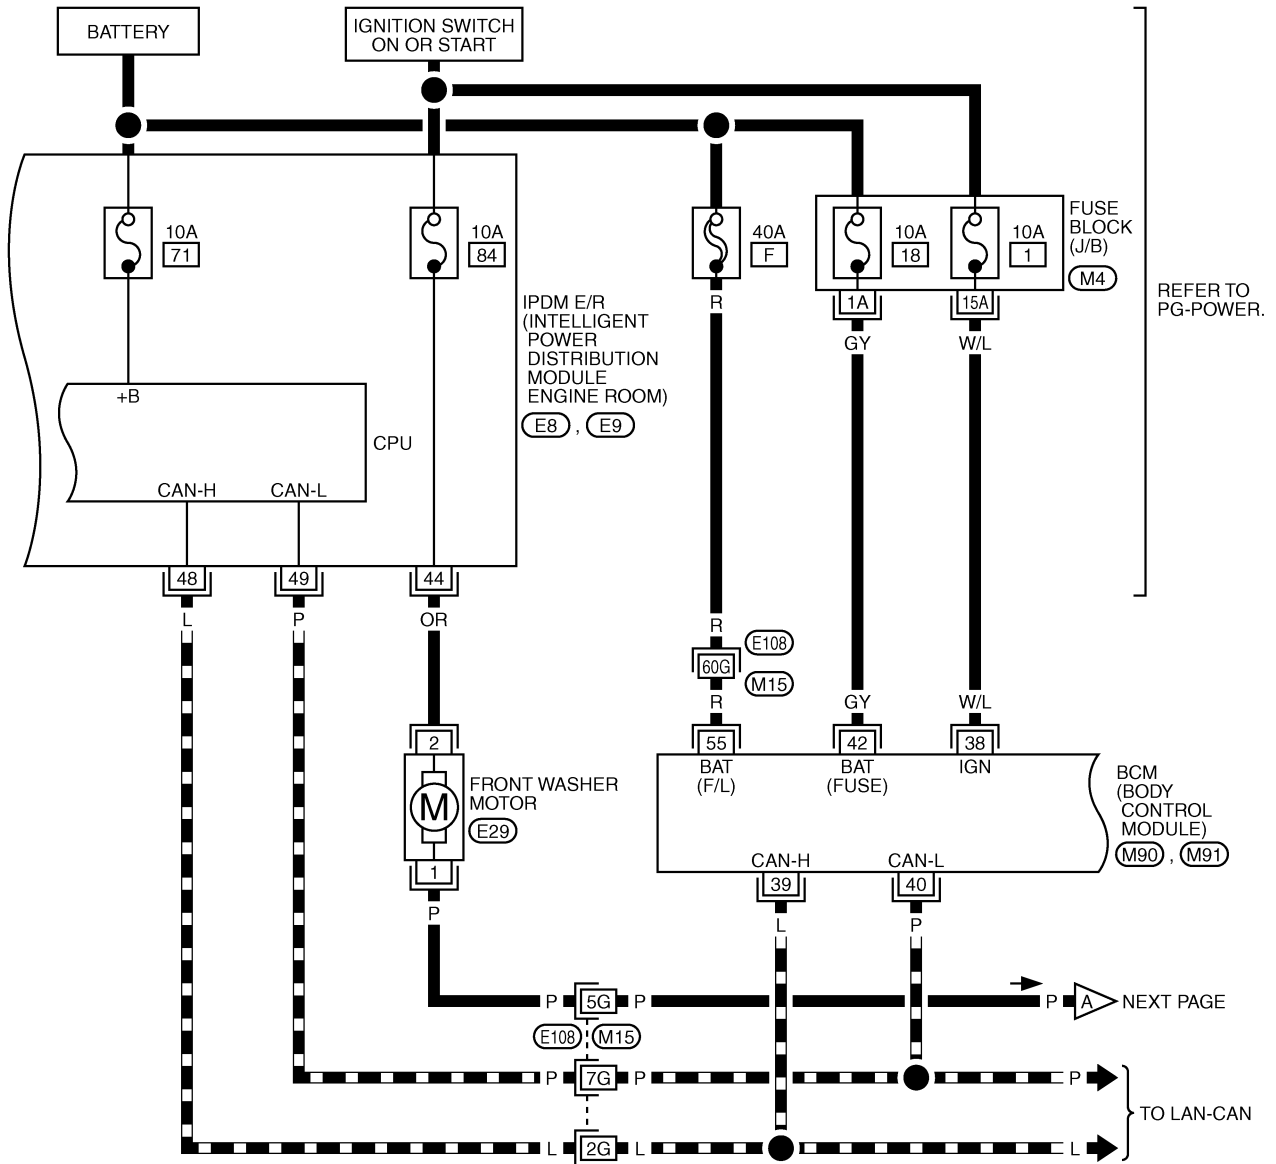 BATTERY
IGNITION SWITCH
ON OR START
10A
71
10A
84
40A
F
10A
18
10A
1
FUSE
BLOCK
(J/B)
M4
REFER TO
PG-POWER.
R
1A
15A
GY
W/L
IPDM E/R
(INTELLIGENT
POWER
DISTRIBUTION
MODULE
ENGINE ROOM)
E8 , E9
+B
CPU
CAN-H
CAN-L
48
49
44
L
P
OR
R
E108
60G
M15
R
GY
W/L
2
55
42
38
BAT
(F/L)
BAT
(FUSE)
IGN
BCM
(BODY
CONTROL
MODULE)
M90 , M91
M
FRONT WASHER
MOTOR
E29
1
P
CAN-H
CAN-L
39
40
L
P
P
5G
P
P
A
NEXT PAGE
E108
M15
P
7G
P
P
TO LAN-CAN
L
2G
L
L